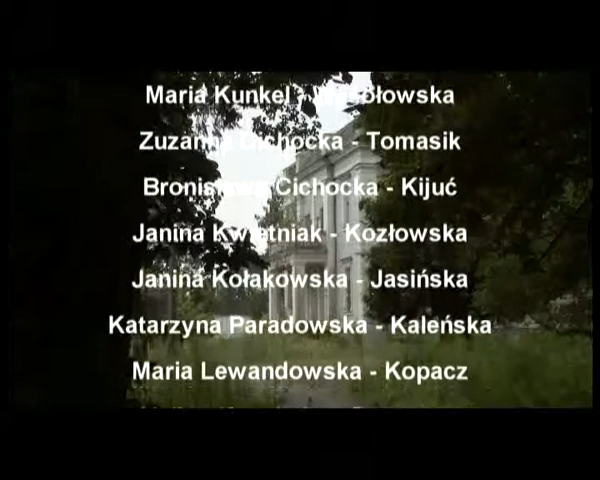 Maria Kunkel - Wesołowska
Zuzanna Cichocka - Tomasik
Bronisława Cichocka - Kijuć
Janina Kwietniak - Kozłowska
Janina Kołakowska - Jasińska
Katarzyna Paradowska - Kaleńska
Maria Lewandowska - Kopacz